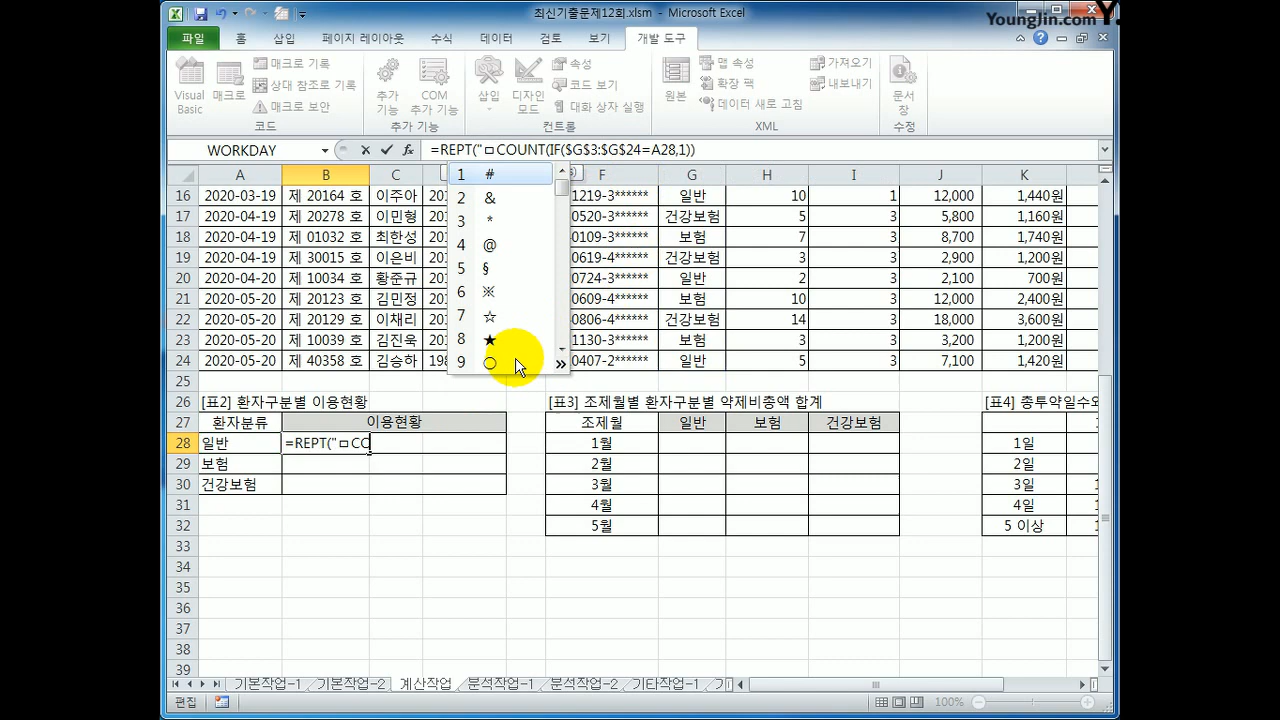 최신기출문제12회.xlsm - Microsoft Excel
YoungJin.com Y.
파일 홈 삽입 페이지 레이아웃 수식 데이터 검토 보기 개발 도구
Visual Basic 매크로 매크로 기록 상대 참조로 기록 매크로 보안 코드
추가 기능 COM 추가 기능 추가 기능
삽입 디자인 모드 속성 코드 보기 대화 상자 실행 컨트롤
원본 맵 속성 확장 팩 데이터 새로 고침 가져오기 내보내기 XML
문서 창 수정
WORKDAY fx =REPT("ㅁCOUNT(IF($G$3:$G$24=A28,1))
A B C F G H I J K
16 2020-03-19 제 20164 호 이주아 201 1219-3****** 일반 10 1 12,000 1,440원
17 2020-04-19 제 20278 호 이민형 201 0520-3****** 건강보험 5 3 5,800 1,160원
18 2020-04-19 제 01032 호 최한성 201 0109-3****** 보험 7 3 8,700 1,740원
19 2020-04-19 제 30015 호 이은비 200 0619-4****** 건강보험 3 3 2,900 1,200원
20 2020-04-20 제 10034 호 황준규 201 0724-3****** 일반 2 3 2,100 700원
21 2020-05-20 제 20123 호 김민정 201 0609-4****** 보험 10 3 12,000 2,400원
22 2020-05-20 제 20129 호 이채리 201 0806-4****** 건강보험 14 3 18,000 3,600원
23 2020-05-20 제 10039 호 김진욱 201 1130-3****** 보험 3 3 3,200 1,200원
24 2020-05-20 제 40358 호 김승하 198 0407-2****** 일반 5 3 7,100 1,420원
1 #
2 &
3 *
4 @
5 §
6 ※
7 ☆
8 ★
9 ○ »
25
26 [표2] 환자구분별 이용현황 [표3] 조제월별 환자구분별 약제비총액 합계 [표4] 총투약일수와
27 환자분류 이용현황 조제월 일반 보험 건강보험
28 일반 =REPT("ㅁCO 1월 1일
29 보험 2월 2일
30 건강보험 3월 3일
31 4월 4일
32 5월 5 이상
33
34
35
36
37
38
39
기본작업-1 기본작업-2 계산작업 분석작업-1 분석작업-2 기타작업-1 기
편집 100%